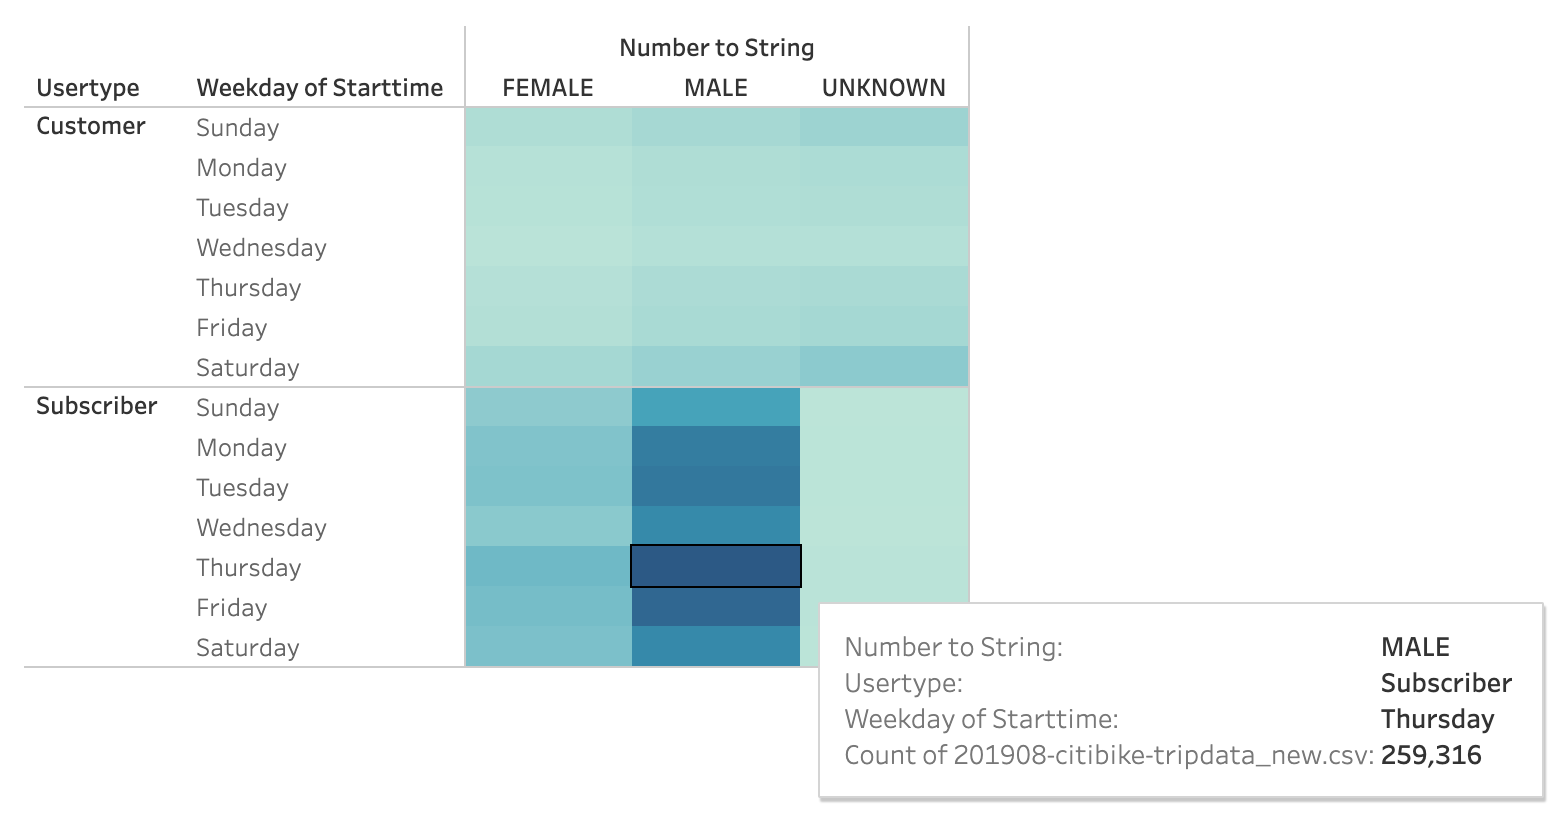 Number to String
Usertype Weekday of Starttime FEMALE MALE UNKNOWN
Customer Sunday
Monday
Tuesday
Wednesday
Thursday
Friday
Saturday
Subscriber Sunday
Monday
Tuesday
Wednesday
Thursday
Friday
Saturday
Number to String: MALE
Usertype: Subscriber
Weekday of Starttime: Thursday
Count of 201908-citibike-tripdata_new.csv: 259,316